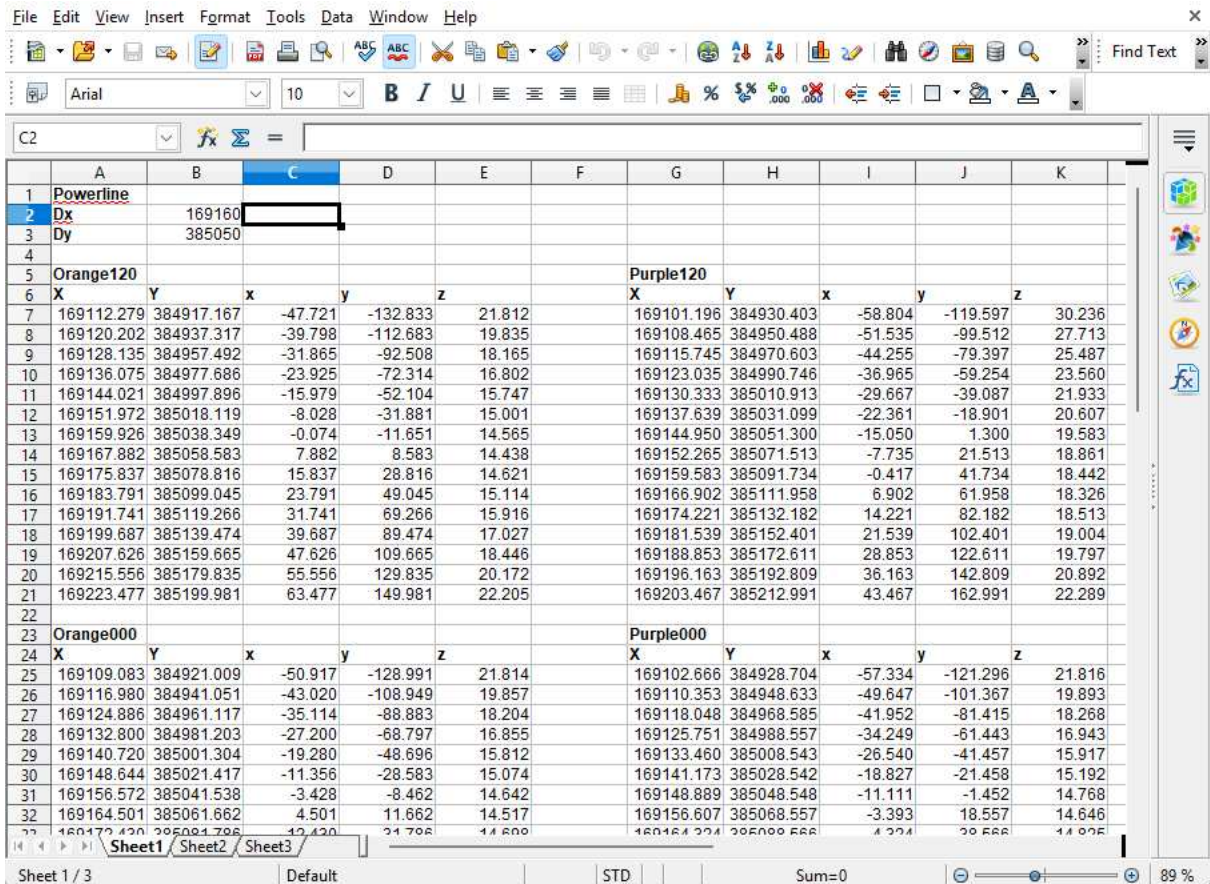 File Edit View Insert Format Tools Data Window Help
ABC ABC Find Text
Arial 10 B I U
C2
A B C D E F G H I J K
1 Powerline
2 Dx 169160
3 Dy 385050
4
5 Orange120 Purple120
6 X Y x y z X Y x y z
7 169112.279 384917.167 -47.721 -132.833 21.812 169101.196 384930.403 -58.804 -119.597 30.236
8 169120.202 384937.317 -39.798 -112.683 19.835 169108.465 384950.488 -51.535 -99.512 27.713
9 169128.135 384957.492 -31.865 -92.508 18.165 169115.745 384970.603 -44.255 -79.397 25.487
10 169136.075 384977.686 -23.925 -72.314 16.802 169123.035 384990.746 -36.965 -59.254 23.560
11 169144.021 384997.896 -15.979 -52.104 15.747 169130.333 385010.913 -29.667 -39.087 21.933
12 169151.972 385018.119 -8.028 -31.881 15.001 169137.639 385031.099 -22.361 -18.901 20.607
13 169159.926 385038.349 -0.074 -11.651 14.565 169144.950 385051.300 -15.050 1.300 19.583
14 169167.882 385058.583 7.882 8.583 14.438 169152.265 385071.513 -7.735 21.513 18.861
15 169175.837 385078.816 15.837 28.816 14.621 169159.583 385091.734 -0.417 41.734 18.442
16 169183.791 385099.045 23.791 49.045 15.114 169166.902 385111.958 6.902 61.958 18.326
17 169191.741 385119.266 31.741 69.266 15.916 169174.221 385132.182 14.221 82.182 18.513
18 169199.687 385139.474 39.687 89.474 17.027 169181.539 385152.401 21.539 102.401 19.004
19 169207.626 385159.665 47.626 109.665 18.446 169188.853 385172.611 28.853 122.611 19.797
20 169215.556 385179.835 55.556 129.835 20.172 169196.163 385192.809 36.163 142.809 20.892
21 169223.477 385199.981 63.477 149.981 22.205 169203.467 385212.991 43.467 162.991 22.289
22
23 Orange000 Purple000
24 X Y x y z X Y x y z
25 169109.083 384921.009 -50.917 -128.991 21.814 169102.666 384928.704 -57.334 -121.296 21.816
26 169116.980 384941.051 -43.020 -108.949 19.857 169110.353 384948.633 -49.647 -101.367 19.893
27 169124.886 384961.117 -35.114 -88.883 18.204 169118.048 384968.585 -41.952 -81.415 18.268
28 169132.800 384981.203 -27.200 -68.797 16.855 169125.751 384988.557 -34.249 -61.443 16.943
29 169140.720 385001.304 -19.280 -48.696 15.812 169133.460 385008.543 -26.540 -41.457 15.917
30 169148.644 385021.417 -11.356 -28.583 15.074 169141.173 385028.542 -18.827 -21.458 15.192
31 169156.572 385041.538 -3.428 -8.462 14.642 169148.889 385048.548 -11.111 -1.452 14.768
32 169164.501 385061.662 4.501 11.662 14.517 169156.607 385068.557 -3.393 18.557 14.646
Sheet1 Sheet2 Sheet3
Sheet 1 / 3 Default STD Sum=0 89 %